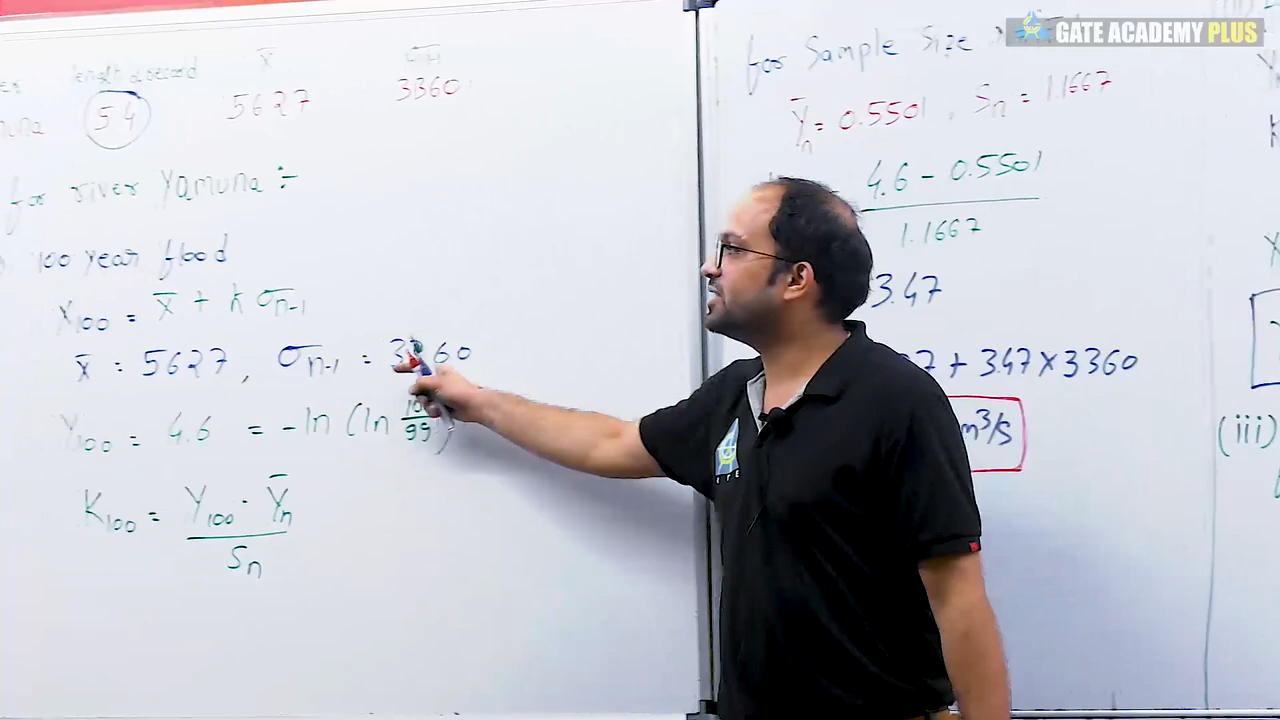 length of record x̄ σn-1
54 5627 3360
for river Yamuna :-
100 year flood
X100 = x̄ + K σn-1
x̄ = 5627, σn-1 = 3360
Y100 = 4.6 = -ln (ln 100/99)
K100 = Y100 - Ȳn / Sn
for Sample Size
Ȳn = 0.5501, Sn = 1.1667
4.6 - 0.5501 / 1.1667
3.47
+ 3.47 x 3360
m³/s
(iii)
GATE ACADEMY PLUS